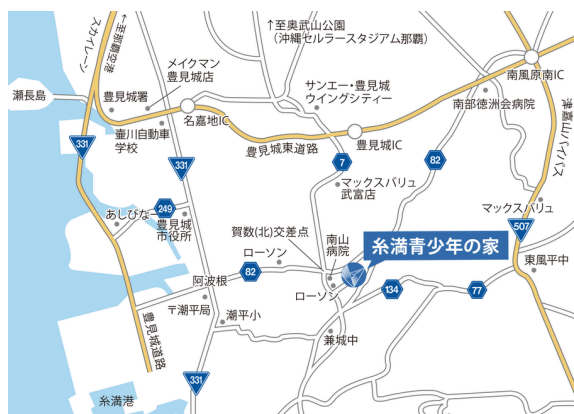 ←至那覇空港
スカイレーン
↑至奥武山公園
(沖縄セルラースタジアム那覇)
メイクマン
豊見城店
サンエー・豊見城
ウイングシティー
南風原南IC
瀬長島
豊見城署
南部徳洲会病院
名嘉地IC
壷川自動車
学校
豊見城東道路
豊見城IC
津嘉山バイパス
331
331
7
82
マックスバリュ
武富店
あしびな
249
豊見城
市役所
マックスバリュ
507
賀数(北)交差点
南山
病院
糸満青少年の家
ローソン
82
阿波根
ローソン
134
77
東風平中
〒潮平局
潮平小
豊見城道路
兼城中
331
糸満港